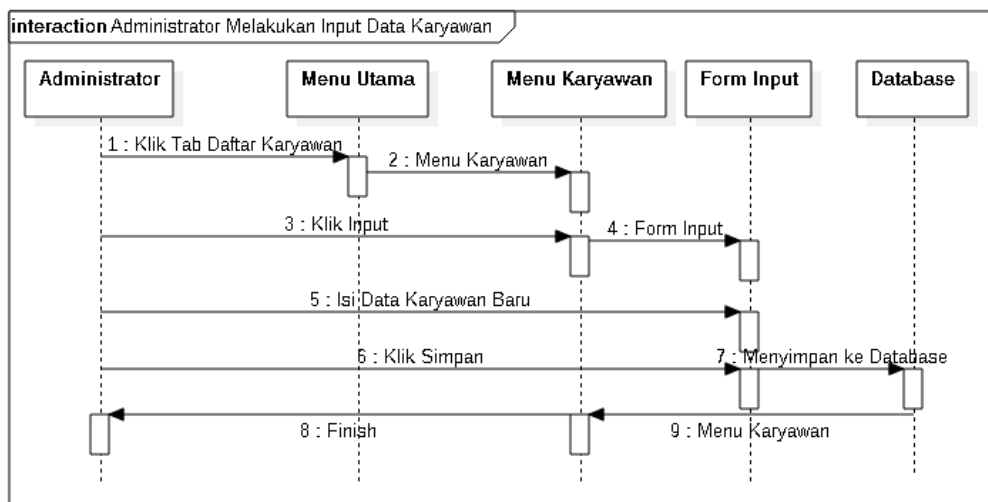 interaction Administrator Melakukan Input Data Karyawan
Administrator
Menu Utama
Menu Karyawan
Form Input
Database
1 : Klik Tab Daftar Karyawan
2 : Menu Karyawan
3 : Klik Input
4 : Form Input
5 : Isi Data Karyawan Baru
6 : Klik Simpan
7 : Menyimpan ke Database
8 : Finish
9 : Menu Karyawan